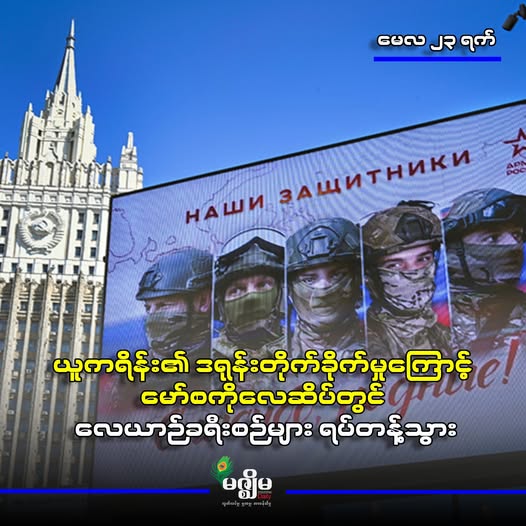 မေလ ၂၃ ရက်
НАШИ ЗАЩИТНИКИ
ယူကရိန်း၏ ဒရုန်းတိုက်ခိုက်မှုကြောင့်
မော်စကိုလေဆိပ်တွင်
လေယာဉ်ခရီးစဉ်များ ရပ်တန့်သွား
မဇ္ဈိမ